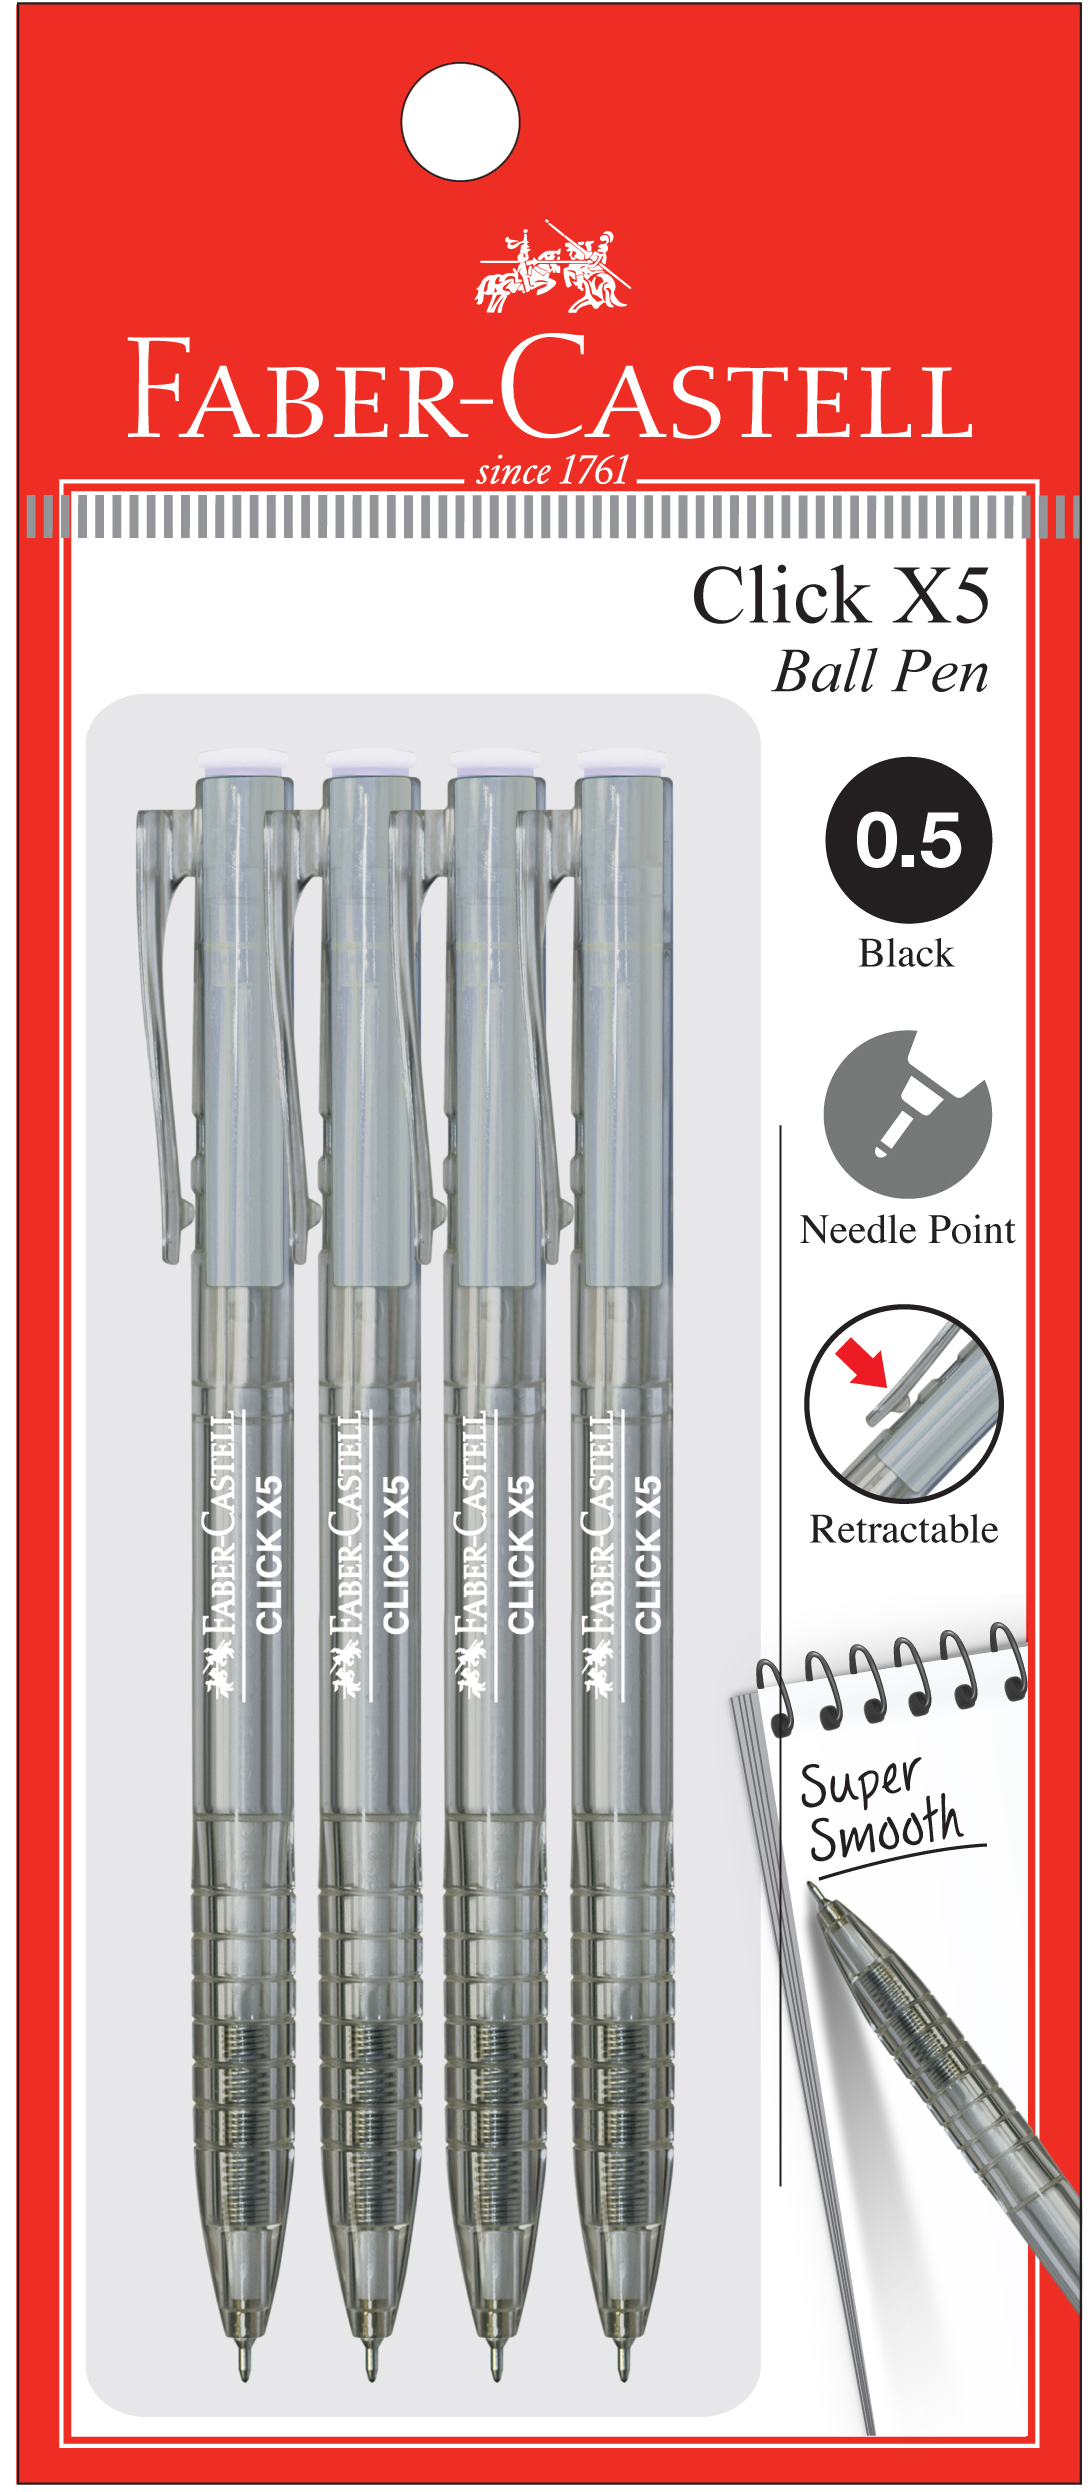 FABER-CASTELL
since 1761
Click X5
Ball Pen
0.5
Black
Needle Point
Retractable
FABER-CASTELL
CLICK X5
FABER-CASTELL
CLICK X5
FABER-CASTELL
CLICK X5
FABER-CASTELL
CLICK X5
Super
Smooth